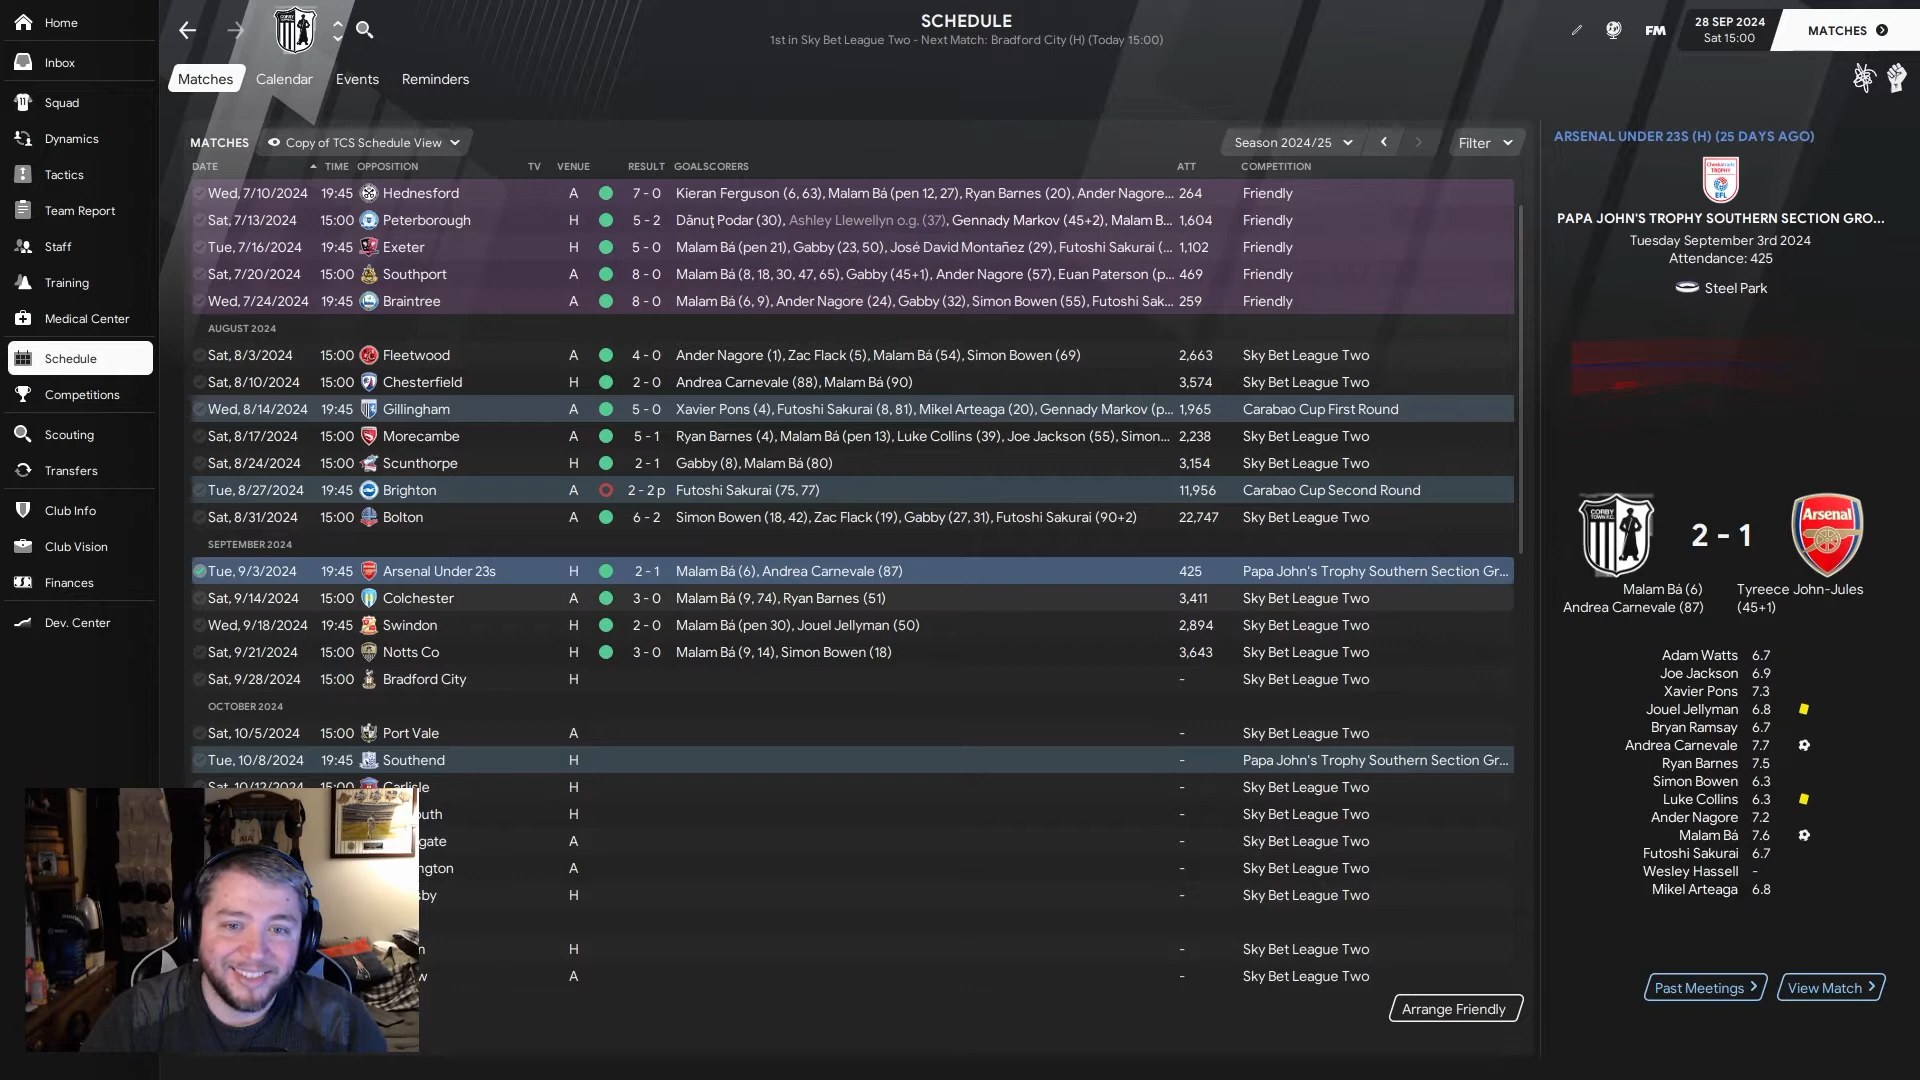 Home
Inbox
Squad
Dynamics
Tactics
Team Report
Staff
Training
Medical Center
Schedule
Competitions
Scouting
Transfers
Club Info
Club Vision
Finances
Dev. Center
SCHEDULE
1st in Sky Bet League Two - Next Match: Bradford City (H) (Today 15:00)
FM
28 SEP 2024
Sat 15:00
MATCHES
Matches Calendar Events Reminders
MATCHES Copy of TCS Schedule View Season 2024/25 Filter
DATE TIME OPPOSITION TV VENUE RESULT GOALSCORERS ATT COMPETITION
Wed, 7/10/2024 19:45 Hednesford A 7 - 0 Kieran Ferguson (6, 63), Malam Bá (pen 12, 27), Ryan Barnes (20), Ander Nagore... 264 Friendly
Sat, 7/13/2024 15:00 Peterborough H 5 - 2 Dănuț Podar (30), Ashley Llewellyn o.g. (37), Gennady Markov (45+2), Malam B... 1,604 Friendly
Tue, 7/16/2024 19:45 Exeter H 5 - 0 Malam Bá (pen 21), Gabby (23, 50), José David Montañez (29), Futoshi Sakurai (... 1,102 Friendly
Sat, 7/20/2024 15:00 Southport A 8 - 0 Malam Bá (8, 18, 30, 47, 65), Gabby (45+1), Ander Nagore (57), Euan Paterson (p... 469 Friendly
Wed, 7/24/2024 19:45 Braintree A 8 - 0 Malam Bá (6, 9), Ander Nagore (24), Gabby (32), Simon Bowen (55), Futoshi Sak... 259 Friendly
AUGUST 2024
Sat, 8/3/2024 15:00 Fleetwood A 4 - 0 Ander Nagore (1), Zac Flack (5), Malam Bá (54), Simon Bowen (69) 2,663 Sky Bet League Two
Sat, 8/10/2024 15:00 Chesterfield H 2 - 0 Andrea Carnevale (88), Malam Bá (90) 3,574 Sky Bet League Two
Wed, 8/14/2024 19:45 Gillingham A 5 - 0 Xavier Pons (4), Futoshi Sakurai (8, 81), Mikel Arteaga (20), Gennady Markov (p... 1,965 Carabao Cup First Round
Sat, 8/17/2024 15:00 Morecambe A 5 - 1 Ryan Barnes (4), Malam Bá (pen 13), Luke Collins (39), Joe Jackson (55), Simon... 2,238 Sky Bet League Two
Sat, 8/24/2024 15:00 Scunthorpe H 2 - 1 Gabby (8), Malam Bá (80) 3,154 Sky Bet League Two
Tue, 8/27/2024 19:45 Brighton A 2 - 2 p Futoshi Sakurai (75, 77) 11,956 Carabao Cup Second Round
Sat, 8/31/2024 15:00 Bolton A 6 - 2 Simon Bowen (18, 42), Zac Flack (19), Gabby (27, 31), Futoshi Sakurai (90+2) 22,747 Sky Bet League Two
SEPTEMBER 2024
Tue, 9/3/2024 19:45 Arsenal Under 23s H 2 - 1 Malam Bá (6), Andrea Carnevale (87) 425 Papa John's Trophy Southern Section Gr...
Sat, 9/14/2024 15:00 Colchester A 3 - 0 Malam Bá (9, 74), Ryan Barnes (51) 3,411 Sky Bet League Two
Wed, 9/18/2024 19:45 Swindon H 2 - 0 Malam Bá (pen 30), Jouel Jellyman (50) 2,894 Sky Bet League Two
Sat, 9/21/2024 15:00 Notts Co H 3 - 0 Malam Bá (9, 14), Simon Bowen (18) 3,643 Sky Bet League Two
Sat, 9/28/2024 15:00 Bradford City H - Sky Bet League Two
OCTOBER 2024
Sat, 10/5/2024 15:00 Port Vale A - Sky Bet League Two
Tue, 10/8/2024 19:45 Southend H - Papa John's Trophy Southern Section Gr...
Sat, 10/12/2024 15:00 Carlisle H - Sky Bet League Two
outh H - Sky Bet League Two
gate A - Sky Bet League Two
ngton A - Sky Bet League Two
sby H - Sky Bet League Two
n H - Sky Bet League Two
w A - Sky Bet League Two
Arrange Friendly
ARSENAL UNDER 23S (H) (25 DAYS AGO)
TROPHY
EFL
PAPA JOHN'S TROPHY SOUTHERN SECTION GRO...
Tuesday September 3rd 2024
Attendance: 425
Steel Park
CORBY
2 - 1
Arsenal
Malam Bá (6)
Andrea Carnevale (87)
Tyreece John-Jules
(45+1)
Adam Watts 6.7
Joe Jackson 6.9
Xavier Pons 7.3
Jouel Jellyman 6.8
Bryan Ramsay 6.7
Andrea Carnevale 7.7
Ryan Barnes 7.5
Simon Bowen 6.3
Luke Collins 6.3
Ander Nagore 7.2
Malam Bá 7.6
Futoshi Sakurai 6.7
Wesley Hassell -
Mikel Arteaga 6.8
Past Meetings View Match